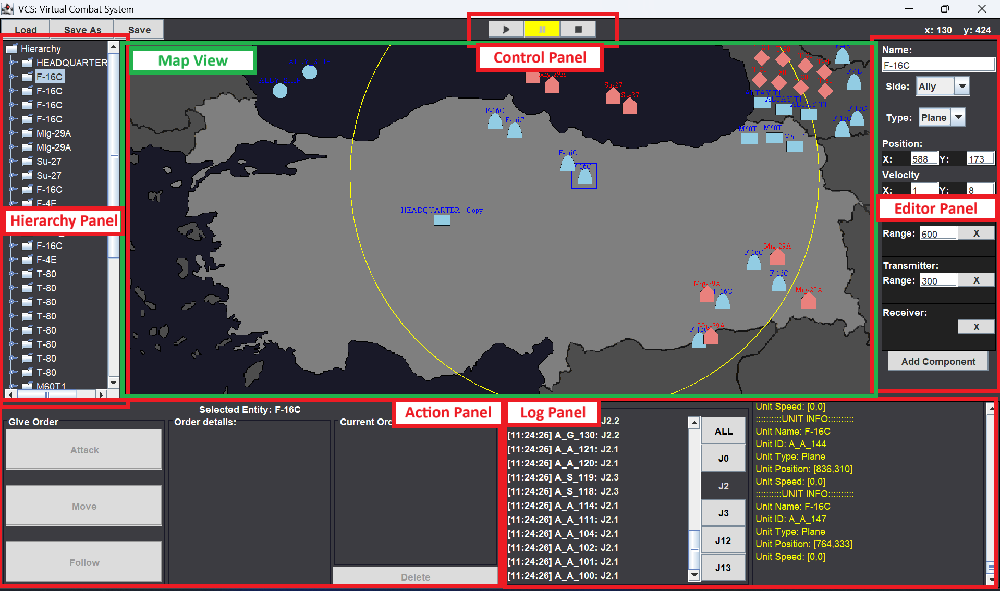 VCS: Virtual Combat System
Load
Save As
Save
x: 130
y: 424
Control Panel
Map View
Hierarchy
HEADQUARTER
F-16C
F-16C
F-16C
F-16C
Mig-29A
Mig-29A
Su-27
Su-27
F-16C
F-4E
Hierarchy Panel
F-16C
F-4E
T-80
T-80
T-80
T-80
T-80
T-80
T-80
T-80
M60T1
ALLY_SHIP
ALLY_SHIP
Mig-29A
Su-27
Su-27
F-4E
F-4E
T-80
ALTAY T1
ALTAY T1
ALTAY T1
F-16C
F-16C
M60T1
M60T1
M60T1
F-16C
F-16C
F-16C
F-16C
HEADQUARTER - Copy
Mig-29A
F-16C
F-16C
Mig-29A
F-16C
Mig-29A
F-16C
Mig-29A
Name:
F-16C
Side: Ally
Type: Plane
Position:
X: 588 Y: 173
Velocity
X: 1 Y: 8
Editor Panel
Range: 600 X
Transmitter:
Range: 300 X
Receiver:
X
Add Component
Selected Entity: F-16C
Action Panel
Give Order
Attack
Move
Follow
Order details:
Current Ord
Delete
Log Panel
J2.2
[11:24:26] A_G_130: J2.2
[11:24:26] A_A_121: J2.1
[11:24:26] A_A_120: J2.1
[11:24:26] A_S_119: J2.3
[11:24:26] A_S_118: J2.3
[11:24:26] A_A_114: J2.1
[11:24:26] A_A_111: J2.1
[11:24:26] A_A_104: J2.1
[11:24:26] A_A_102: J2.1
[11:24:26] A_A_101: J2.1
[11:24:26] A_A_100: J2.1
ALL
J0
J2
J3
J12
J13
Unit Speed: [0,0]
::::::::::UNIT INFO::::::::::
Unit Name: F-16C
Unit ID: A_A_144
Unit Type: Plane
Unit Position: [836,310]
Unit Speed: [0,0]
::::::::::UNIT INFO::::::::::
Unit Name: F-16C
Unit ID: A_A_147
Unit Type: Plane
Unit Position: [764,333]
Unit Speed: [0,0]